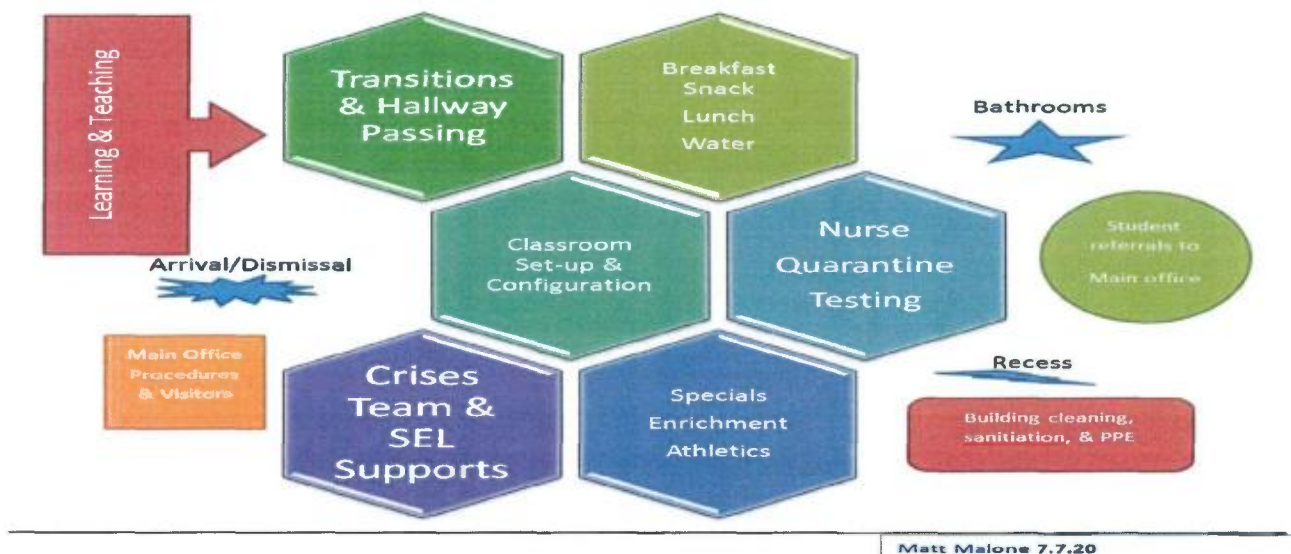 Learning & Teaching
Transitions
& Hallway
Passing
Breakfast
Snack
Lunch
Water
Bathrooms
Classroom
Set-up &
Configuration
Nurse
Quarantine
Testing
Student
referrals to
Main office
Arrival/Dismissal
Main Office
Procedures
& Visitors
Crises
Team &
SEL
Supports
Specials
Enrichment
Athletics
Recess
Building cleaning,
sanitiation, & PPE
Matt Malone 7.7.20